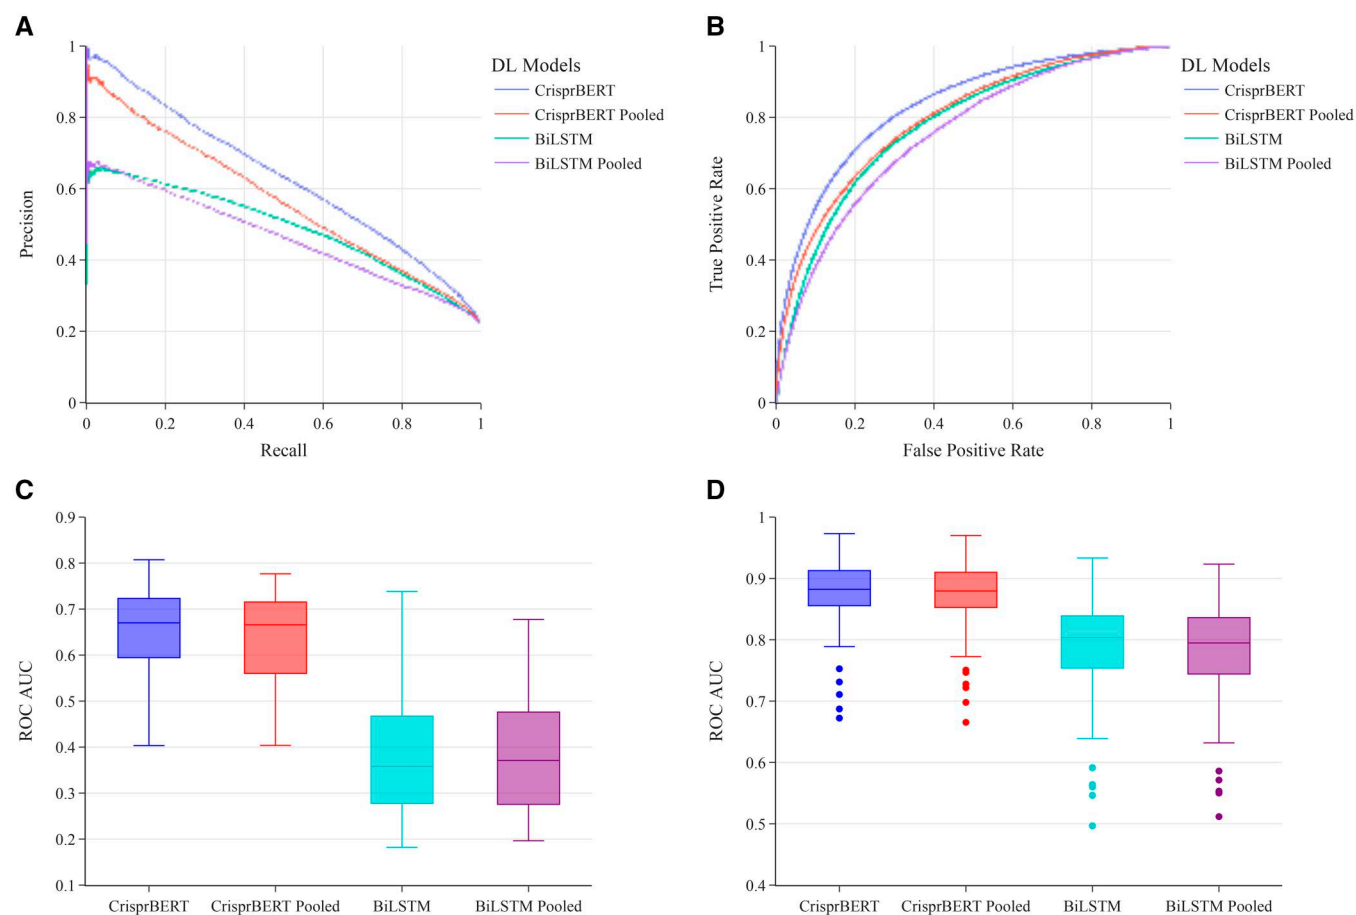 A
1
0.8
0.6
0.4
0.2
0
Precision
0
0.2
0.4
0.6
0.8
1
Recall
DL Models
CrisprBERT
CrisprBERT Pooled
BiLSTM
BiLSTM Pooled
B
1
0.8
0.6
0.4
0.2
0
True Positive Rate
0
0.2
0.4
0.6
0.8
1
False Positive Rate
DL Models
CrisprBERT
CrisprBERT Pooled
BiLSTM
BiLSTM Pooled
C
0.9
0.8
0.7
0.6
0.5
0.4
0.3
0.2
0.1
ROC AUC
CrisprBERT
CrisprBERT Pooled
BiLSTM
BiLSTM Pooled
D
1
0.9
0.8
0.7
0.6
0.5
0.4
ROC AUC
CrisprBERT
CrisprBERT Pooled
BiLSTM
BiLSTM Pooled